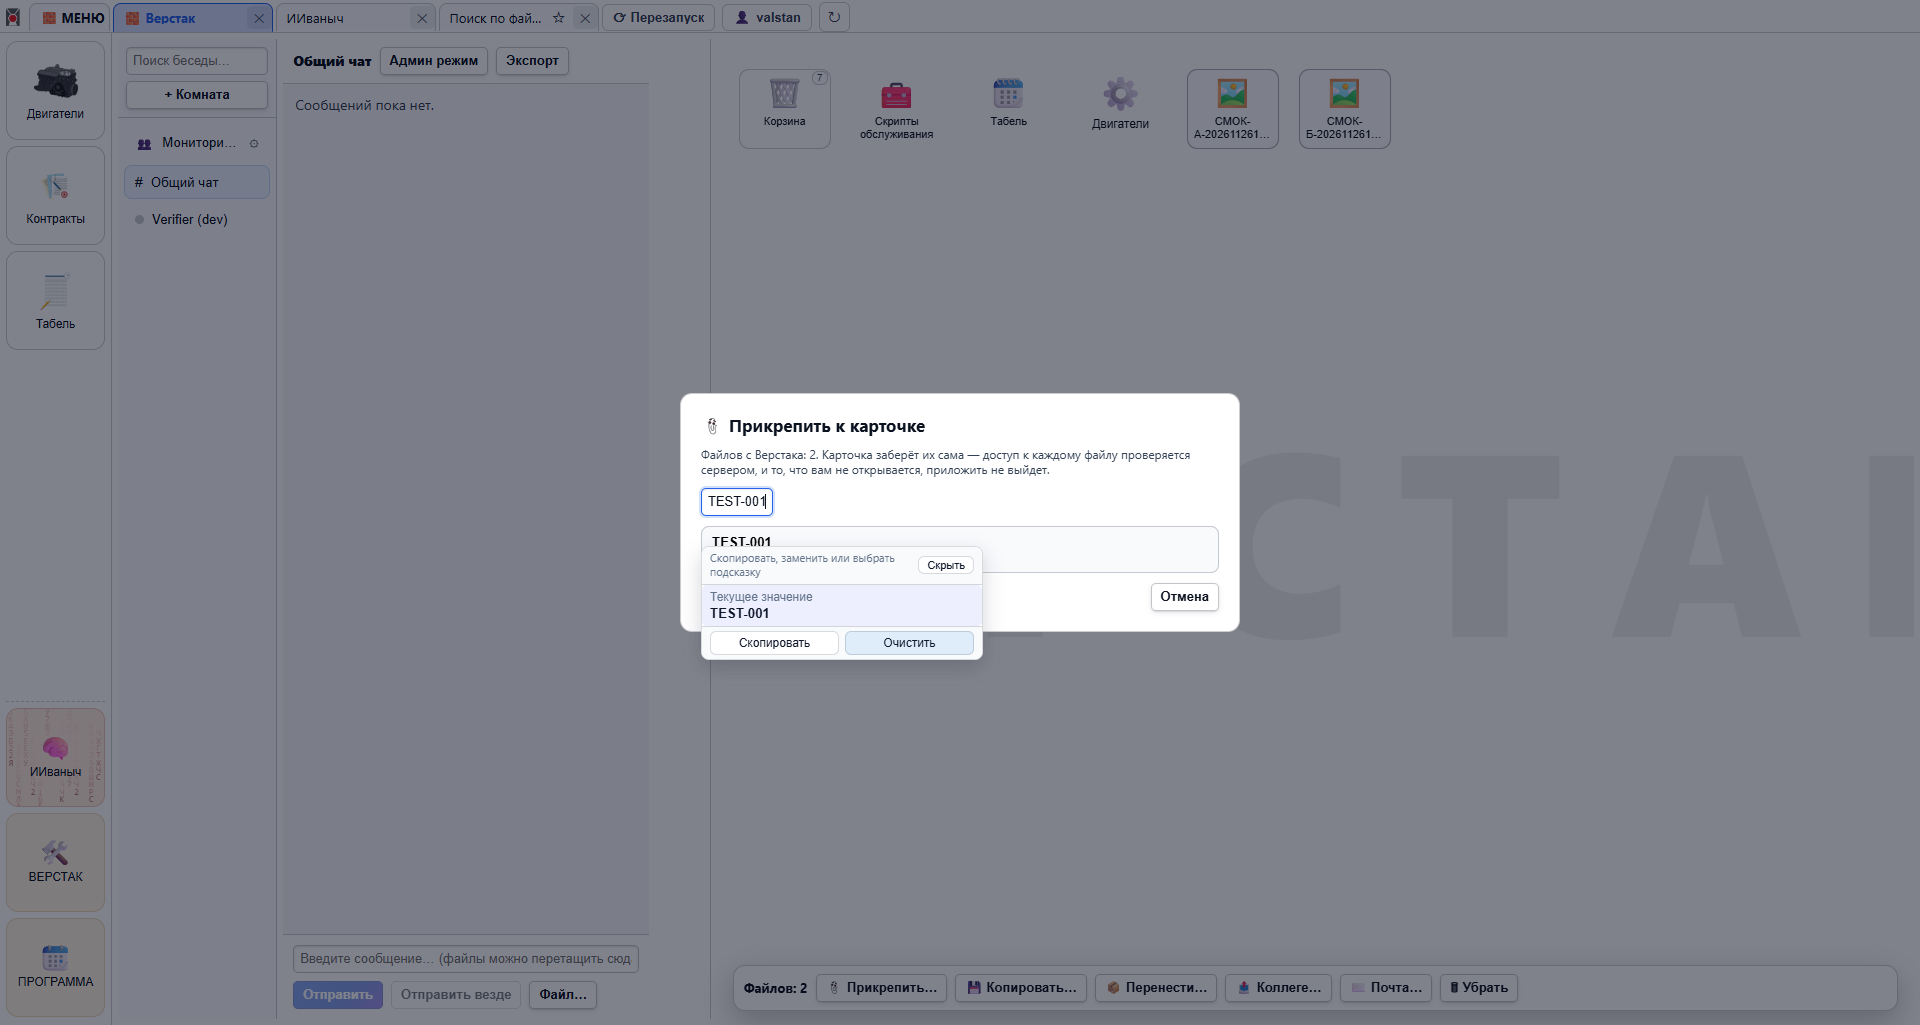 МЕНЮ
Верстак
ИИваныч
Поиск по фай...
Перезапуск
valstan
Двигатели
Контракты
Табель
ИИваныч
ВЕРСТАК
ПРОГРАММА
Поиск беседы...
+ Комната
Монитори...
# Общий чат
Verifier (dev)
Общий чат
Админ режим
Экспорт
Сообщений пока нет.
Введите сообщение... (файлы можно перетащить сюд
Отправить
Отправить везде
Файл...
Корзина
7
Скрипты
обслуживания
Табель
Двигатели
СМОК-
А-202611261...
СМОК-
Б-202611261...
Прикрепить к карточке
Файлов с Верстака: 2. Карточка заберёт их сама — доступ к каждому файлу проверяется
сервером, и то, что вам не открывается, приложить не выйдет.
TEST-001
TEST-001
Скопировать, заменить или выбрать
подсказку
Скрыть
Текущее значение
TEST-001
Скопировать
Очистить
Отмена
СТА
Файлов: 2
Прикрепить...
Копировать...
Перенести...
Коллеге...
Почта...
Убрать